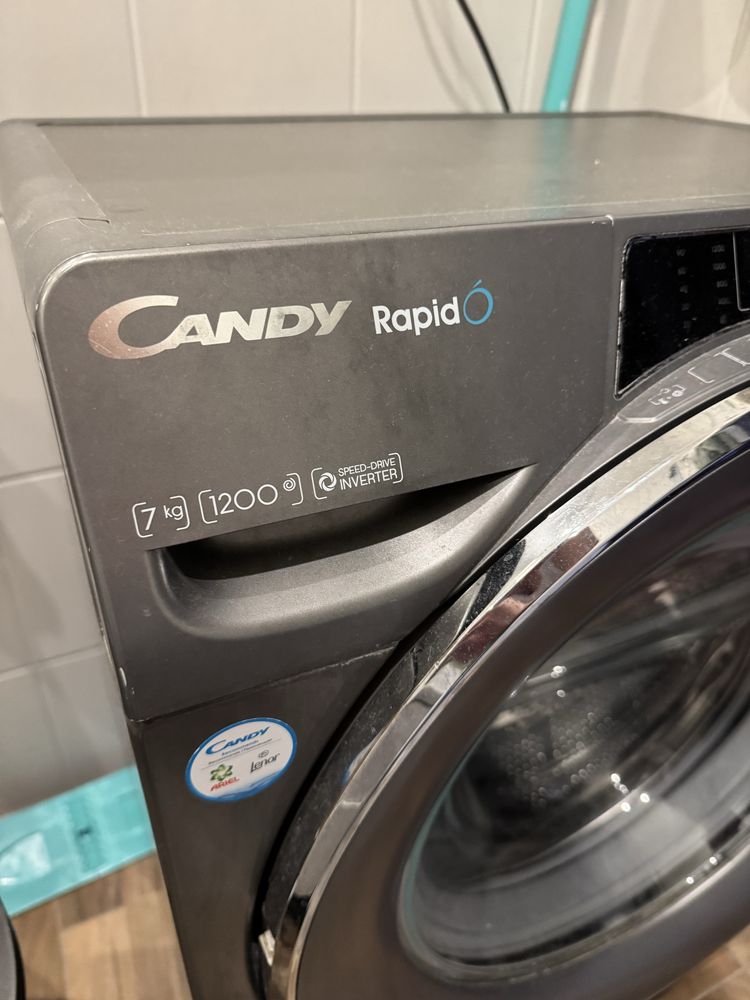 CANDY RapidÓ
7 kg 1200 SPEED-DRIVE INVERTER
CANDY
ARIEL Lenor